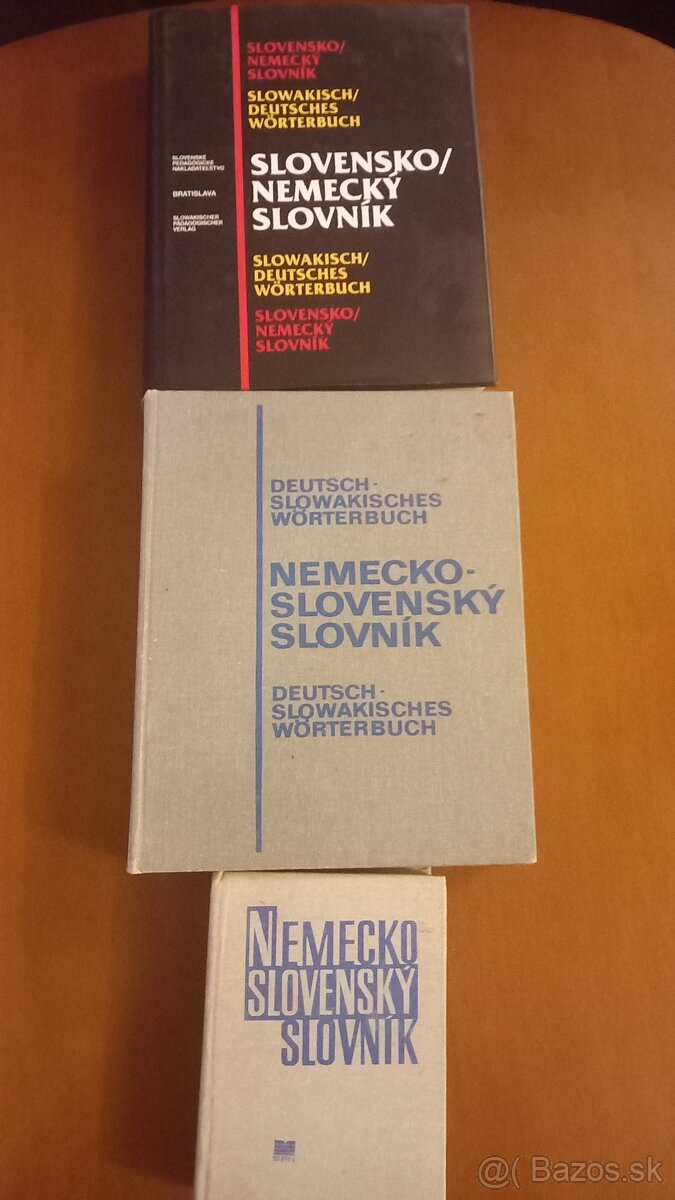 SLOVENSKO/
NEMECKÝ
SLOVNÍK
SLOWAKISCH/
DEUTSCHES
WÖRTERBUCH
SLOVENSKÉ
PEDAGOGICKÉ
NAKLADATEĽSTVO
BRATISLAVA
SLOWAKISCHER
PÄDAGOGISCHER
VERLAG
SLOVENSKO/
NEMECKÝ
SLOVNÍK
SLOWAKISCH/
DEUTSCHES
WÖRTERBUCH
SLOVENSKO/
NEMECKÝ
SLOVNÍK
DEUTSCH-
SLOWAKISCHES
WÖRTERBUCH
NEMECKO-
SLOVENSKÝ
SLOVNÍK
DEUTSCH-
SLOWAKISCHES
WÖRTERBUCH
NEMECKO
SLOVENSKÝ
SLOVNÍK
SPN
@( Bazos.sk